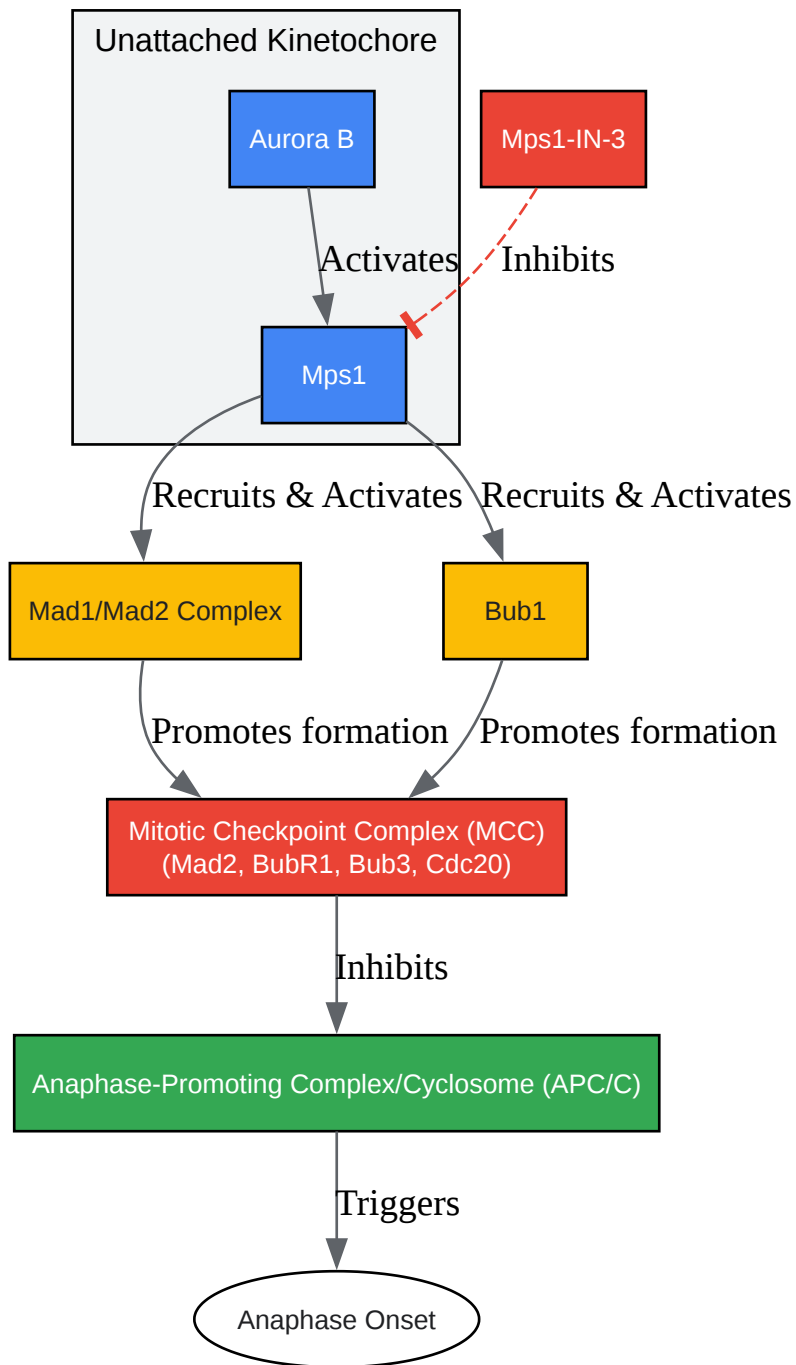 Unattached Kinetochore
Aurora B
Mps1-IN-3
Activates
Inhibits
Mps1
Recruits & Activates
Recruits & Activates
Mad1/Mad2 Complex
Bub1
Promotes formation
Promotes formation
Mitotic Checkpoint Complex (MCC)
(Mad2, BubR1, Bub3, Cdc20)
Inhibits
Anaphase-Promoting Complex/Cyclosome (APC/C)
Triggers
Anaphase Onset